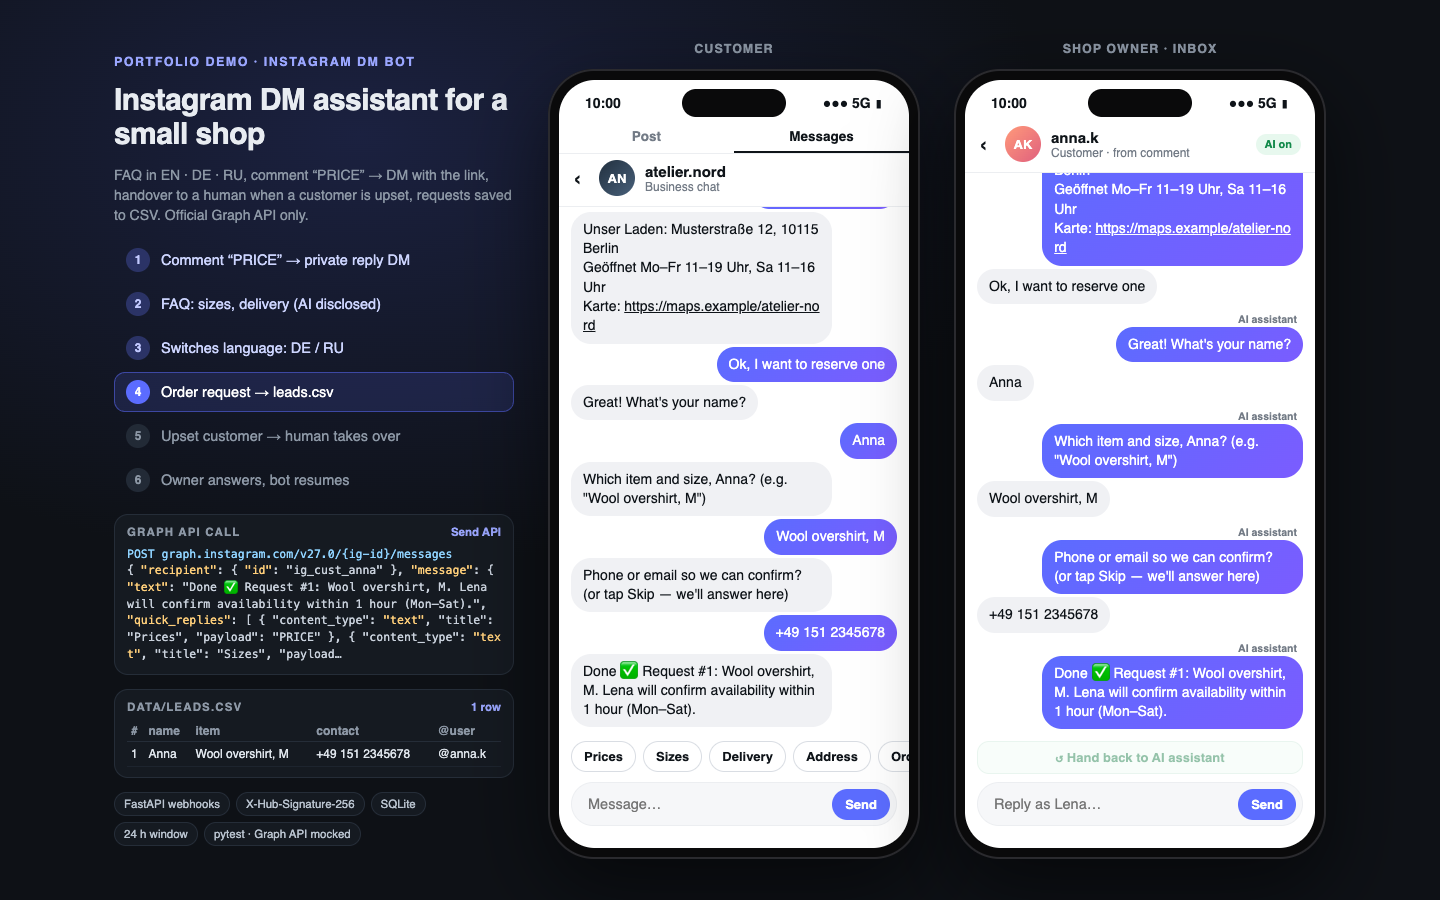 PORTFOLIO DEMO · INSTAGRAM DM BOT
Instagram DM assistant for a
small shop
FAQ in EN · DE · RU, comment “PRICE” → DM with the link,
handover to a human when a customer is upset, requests saved
to CSV. Official Graph API only.
1 Comment “PRICE” → private reply DM
2 FAQ: sizes, delivery (AI disclosed)
3 Switches language: DE / RU
4 Order request → leads.csv
5 Upset customer → human takes over
6 Owner answers, bot resumes
GRAPH API CALL Send API
POST graph.instagram.com/v27.0/{ig-id}/messages
{ "recipient": { "id": "ig_cust_anna" }, "message": {
"text": "Done ✅ Request #1: Wool overshirt, M. Lena
will confirm availability within 1 hour (Mon–Sat).",
"quick_replies": [ { "content_type": "text", "title":
"Prices", "payload": "PRICE" }, { "content_type": "tex
t", "title": "Sizes", "payload…
DATA/LEADS.CSV 1 row
# name item contact @user
1 Anna Wool overshirt, M +49 151 2345678 @anna.k
FastAPI webhooks X-Hub-Signature-256 SQLite
24 h window pytest · Graph API mocked
CUSTOMER
10:00 5G
Post Messages
‹ AN atelier.nord
Business chat
Unser Laden: Musterstraße 12, 10115
Berlin
Geöffnet Mo–Fr 11–19 Uhr, Sa 11–16
Uhr
Karte: https://maps.example/atelier-no
rd
Ok, I want to reserve one
Great! What's your name?
Anna
Which item and size, Anna? (e.g.
"Wool overshirt, M")
Wool overshirt, M
Phone or email so we can confirm?
(or tap Skip — we'll answer here)
+49 151 2345678
Done ✅ Request #1: Wool overshirt,
M. Lena will confirm availability within
1 hour (Mon–Sat).
Prices Sizes Delivery Address
Message… Send
SHOP OWNER · INBOX
10:00 5G
‹ AK anna.k AI on
Customer · from comment
Berlin
Geöffnet Mo–Fr 11–19 Uhr, Sa 11–16
Uhr
Karte: https://maps.example/atelier-no
rd
Ok, I want to reserve one
AI assistant
Great! What's your name?
Anna
AI assistant
Which item and size, Anna? (e.g.
"Wool overshirt, M")
Wool overshirt, M
AI assistant
Phone or email so we can confirm?
(or tap Skip — we'll answer here)
+49 151 2345678
AI assistant
Done ✅ Request #1: Wool overshirt,
M. Lena will confirm availability within
1 hour (Mon–Sat).
↺ Hand back to AI assistant
Reply as Lena… Send